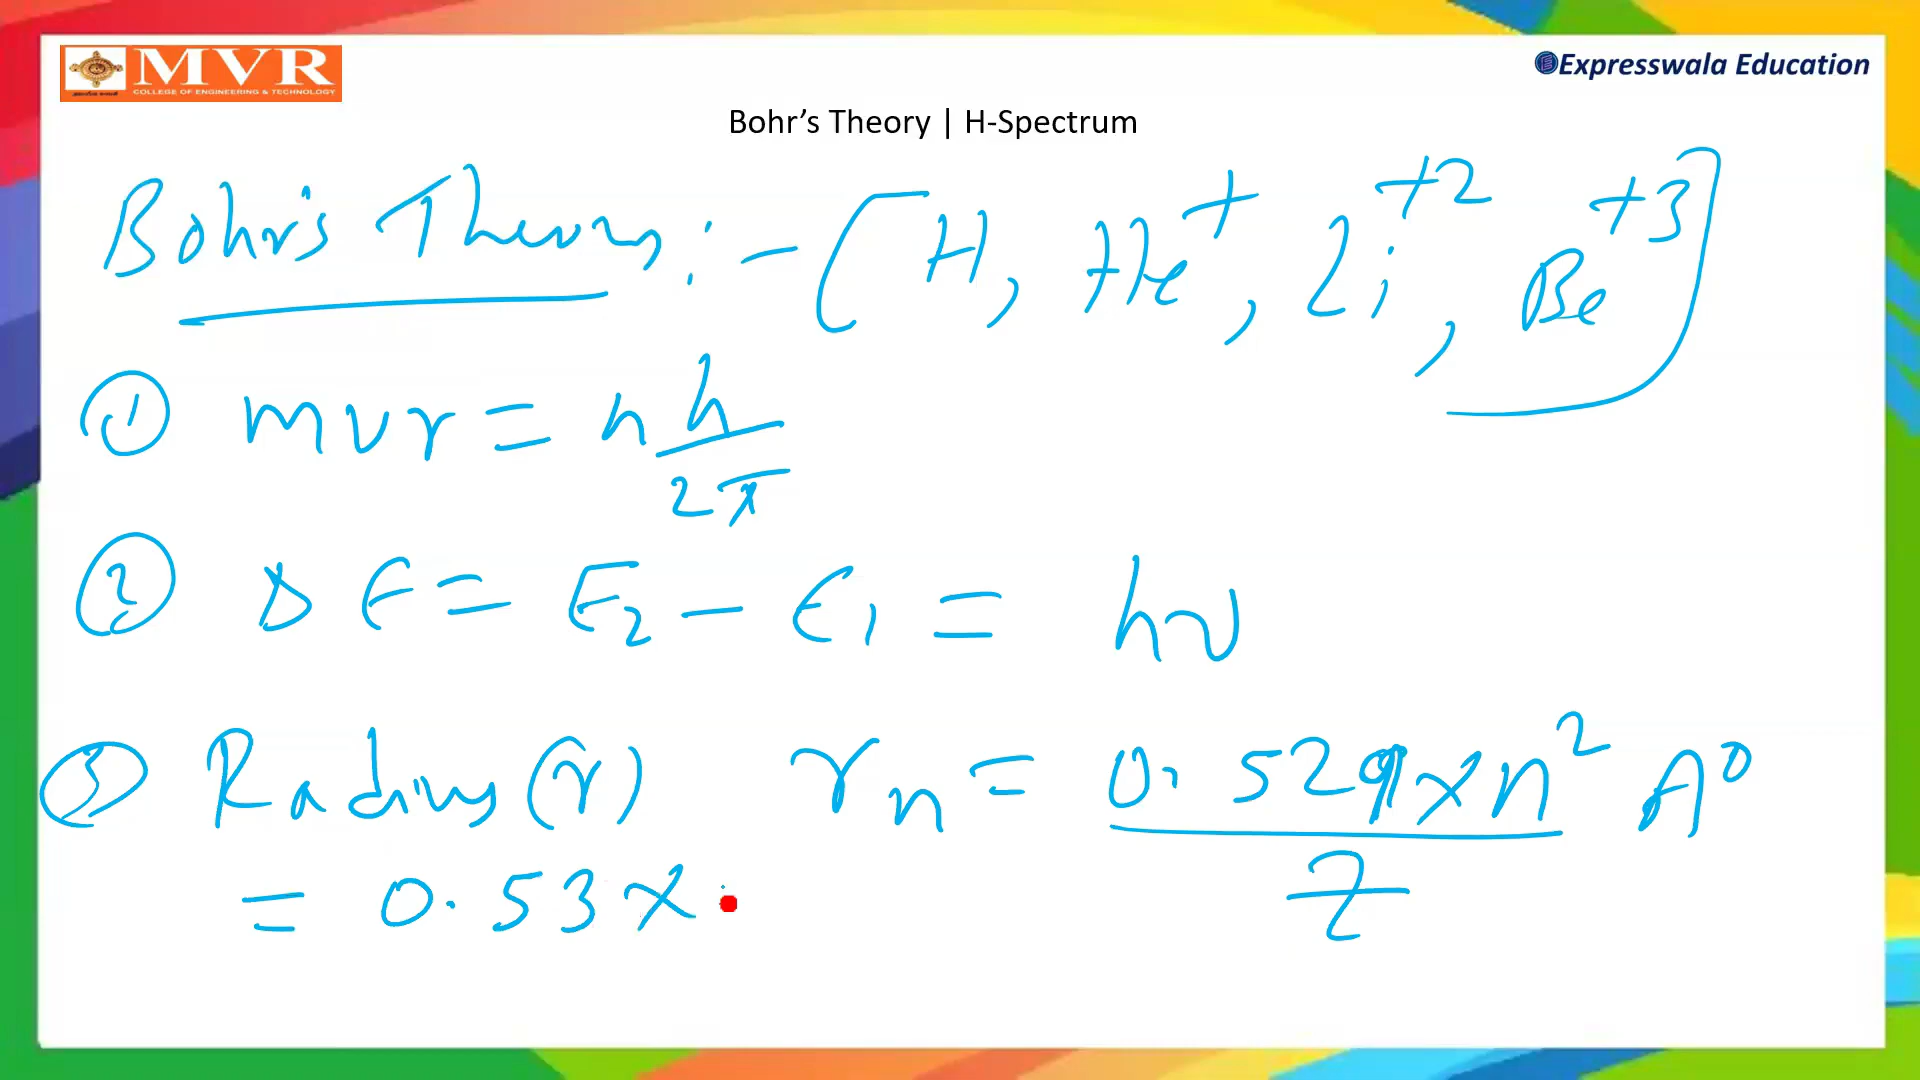 MVR
COLLEGE OF ENGINEERING & TECHNOLOGY
Expresswala Education
Bohr’s Theory | H-Spectrum
Bohr's Theory :- [H, He⁺, Li⁺², Be⁺³]
① mvr = n h/2π
② ΔE = E₂ - E₁ = hν
③ Radius (r) rₙ = 0.529 × n² / Z A⁰
= 0.53 ×